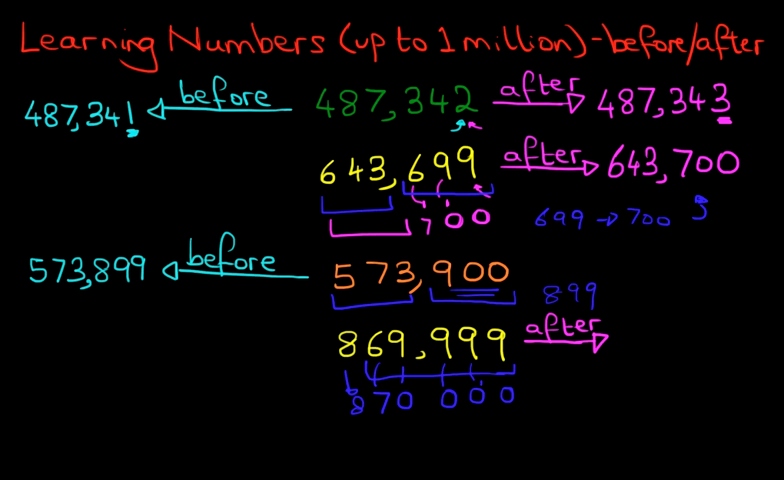 Learning Numbers (up to 1 million) - before/after
487,341 before 487,342 after 487,343
643,699 after 643,700
700 699 → 700
573,899 before 573,900
899
869,999 after
870 000